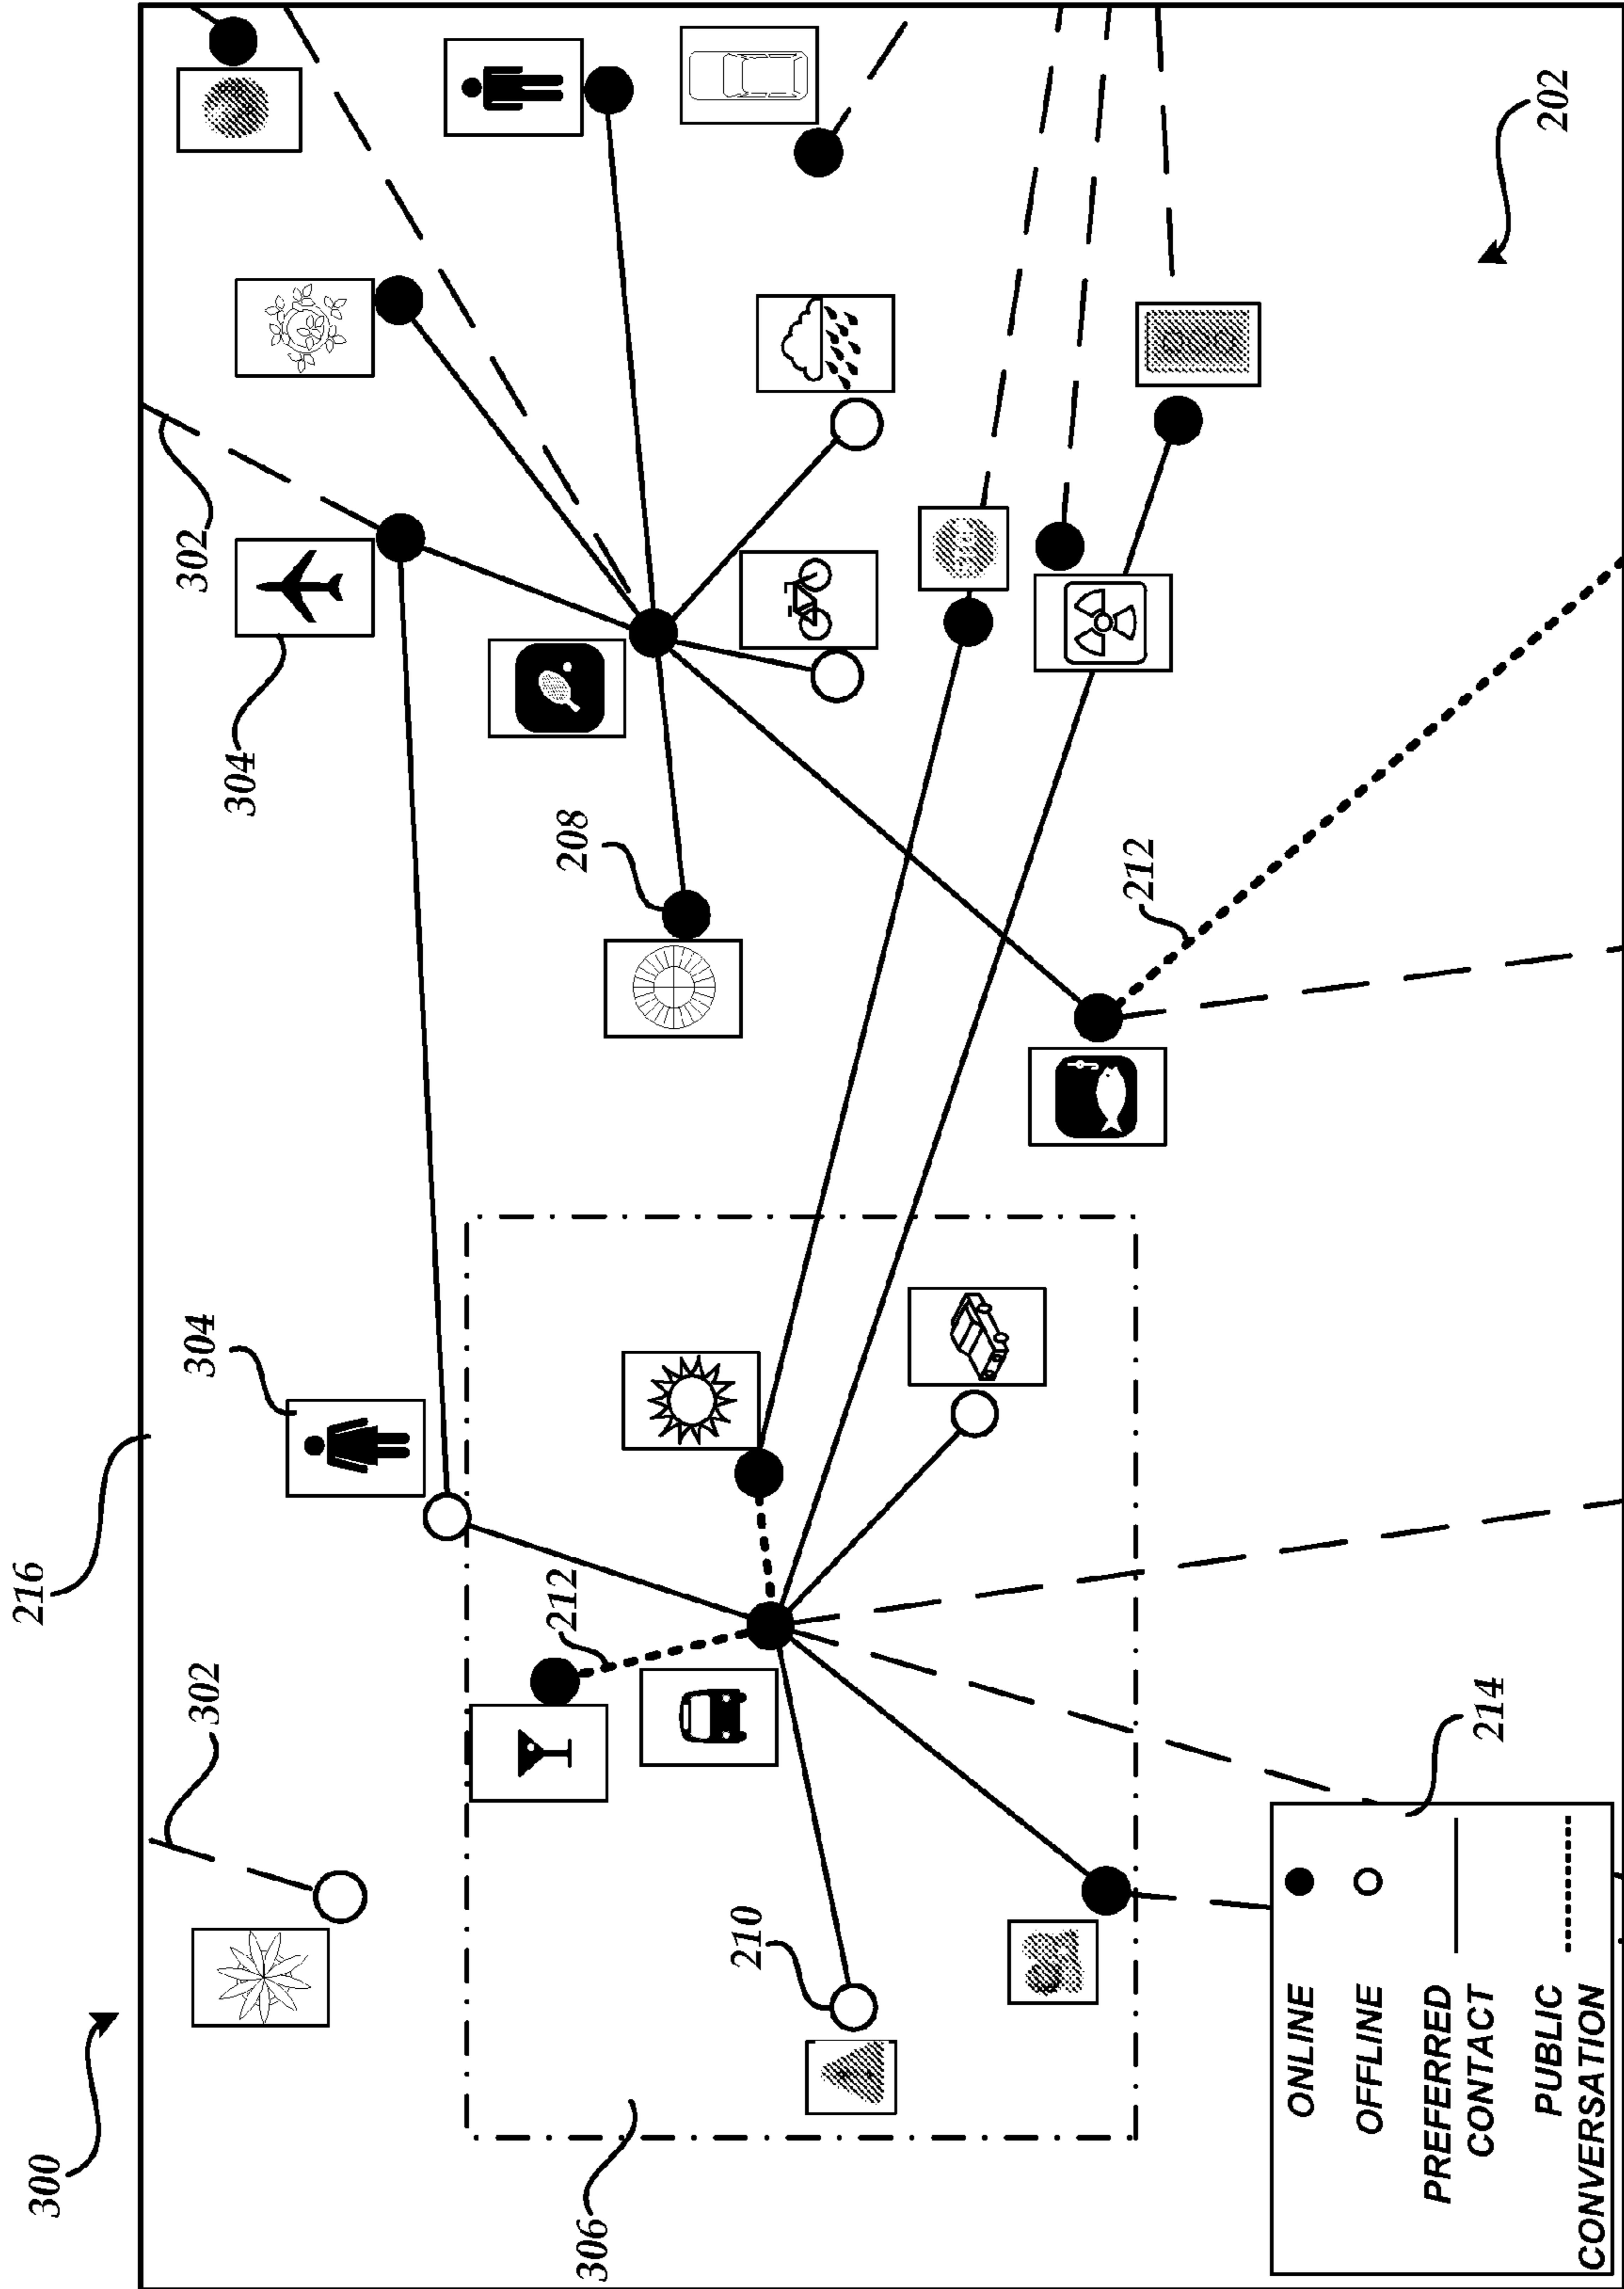 300
216
302
304
302
304
306
212
208
210
212
202
214
ONLINE
OFFLINE
PREFERRED
CONTACT
PUBLIC
CONVERSATION